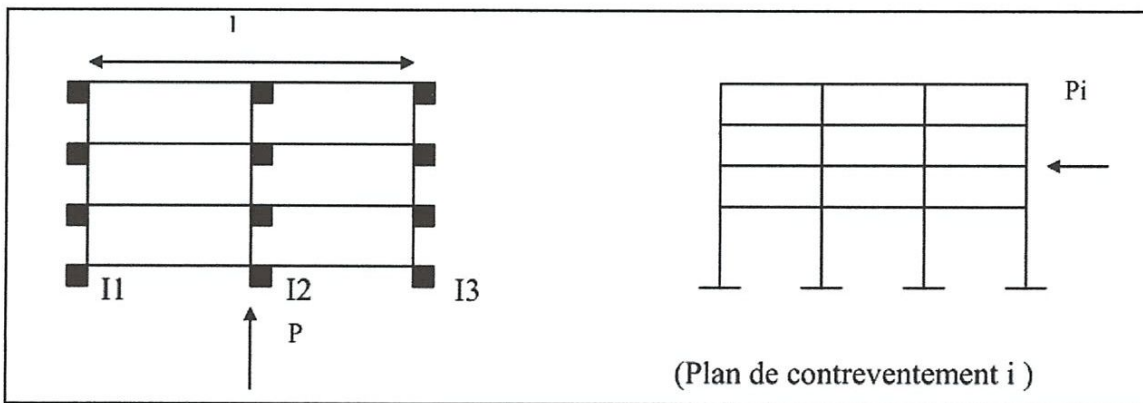 l
Pi
I1 I2 I3
P
(Plan de contreventement i )